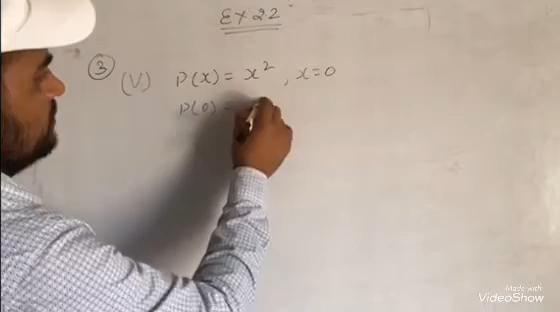 Ex 2.2
③
(V) P(x) = x², x=0
P(0) =
Made with
VideoShow